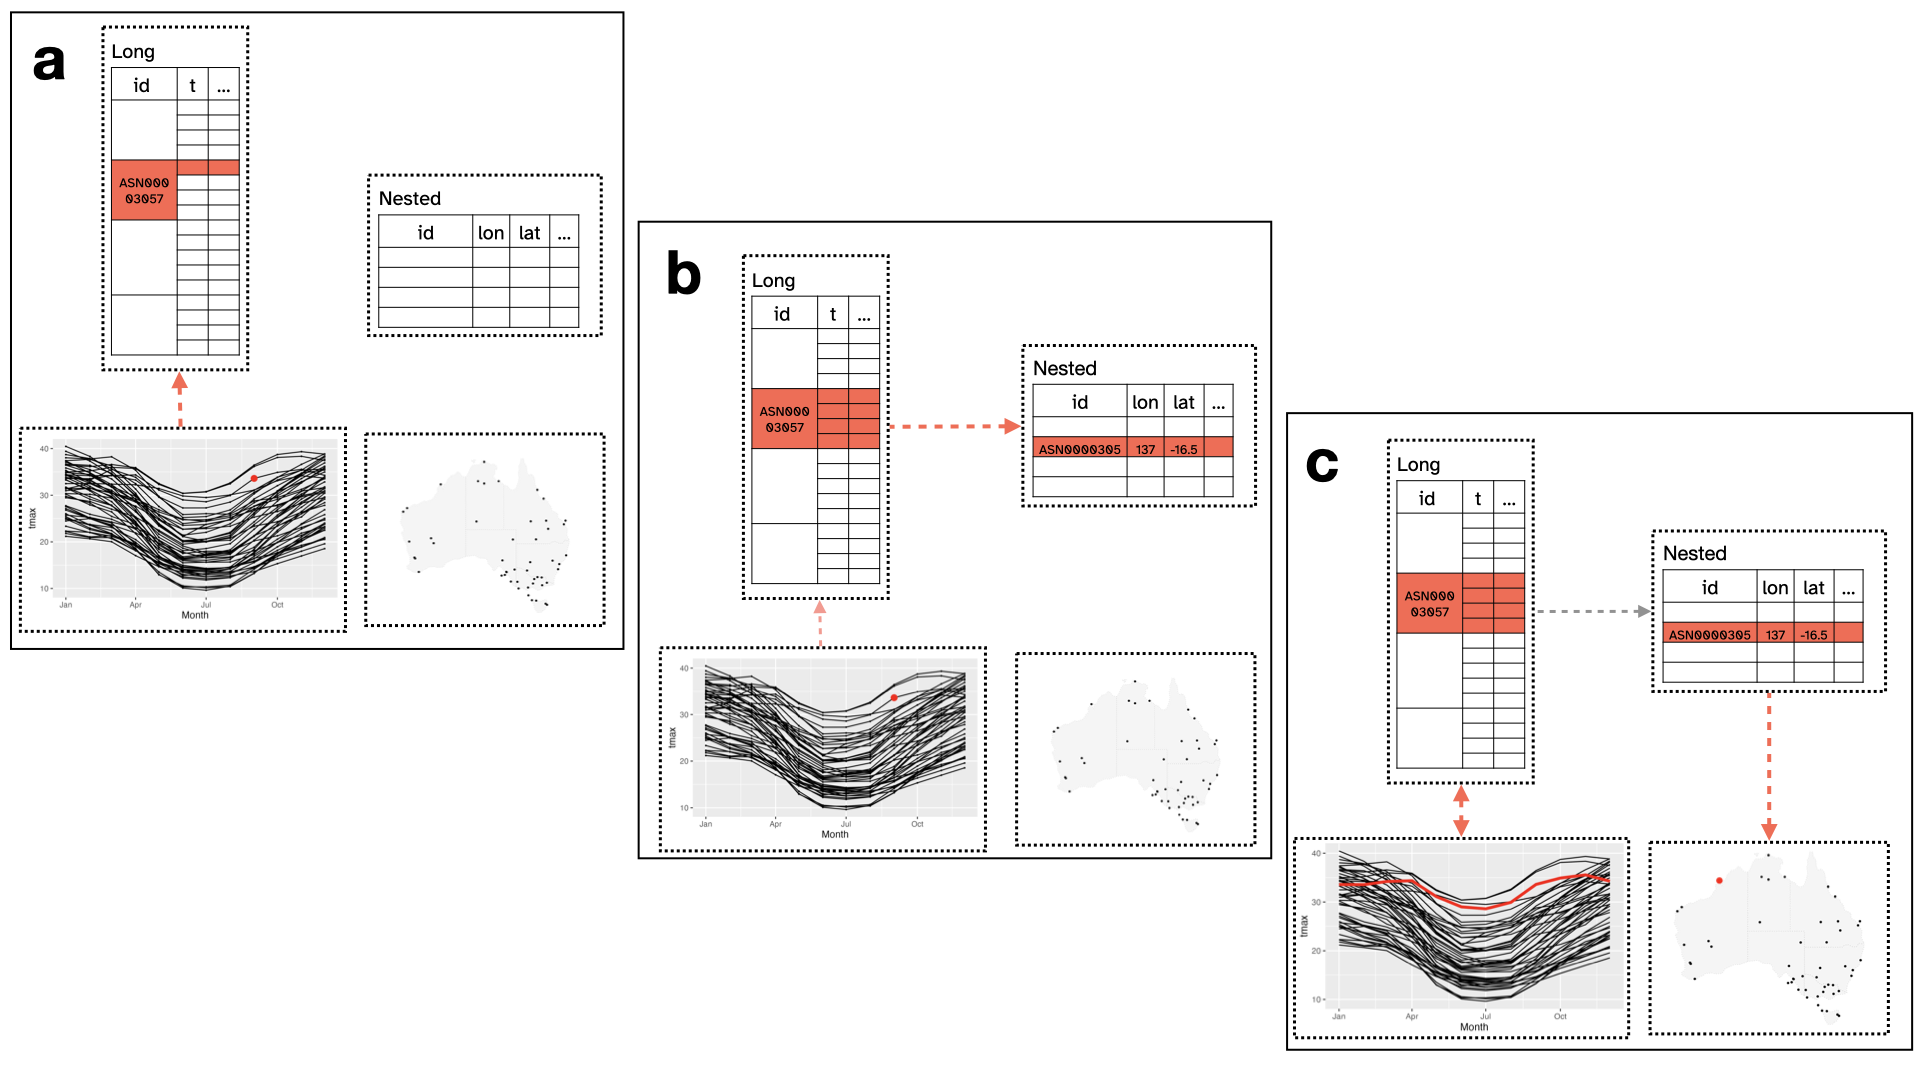 a
Long
id t ...
ASN000
03057
Nested
id lon lat ...
40
30
20
10
tmax
Jan Apr Jul Oct
Month
b
Long
id t ...
ASN000
03057
Nested
id lon lat ...
ASN0000305 137 -16.5
40
30
20
10
tmax
Jan Apr Jul Oct
Month
c
Long
id t ...
ASN000
03057
Nested
id lon lat ...
ASN0000305 137 -16.5
40
30
20
10
tmax
Jan Apr Jul Oct
Month